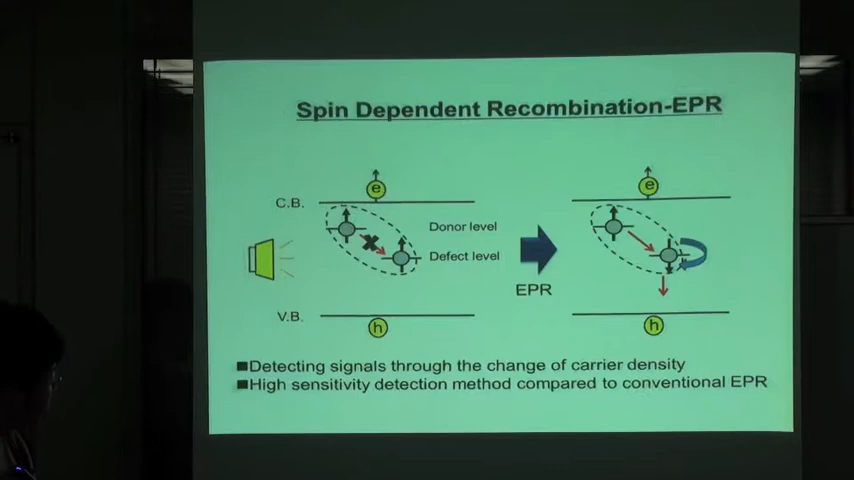 Spin Dependent Recombination-EPR
e
e
C.B.
Donor level
Defect level
EPR
V.B.
h
h
■Detecting signals through the change of carrier density
■High sensitivity detection method compared to conventional EPR